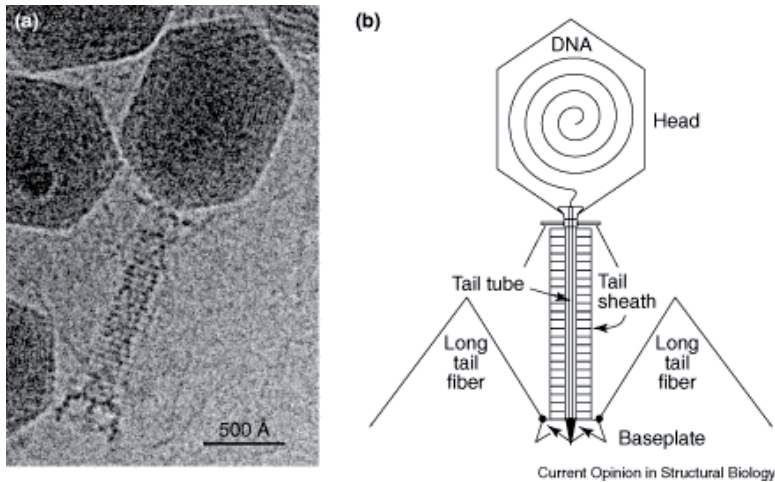 (a)
500 Å
(b)
DNA
Head
Tail tube
Tail
sheath
Long
tail
fiber
Long
tail
fiber
Baseplate
Current Opinion in Structural Biology